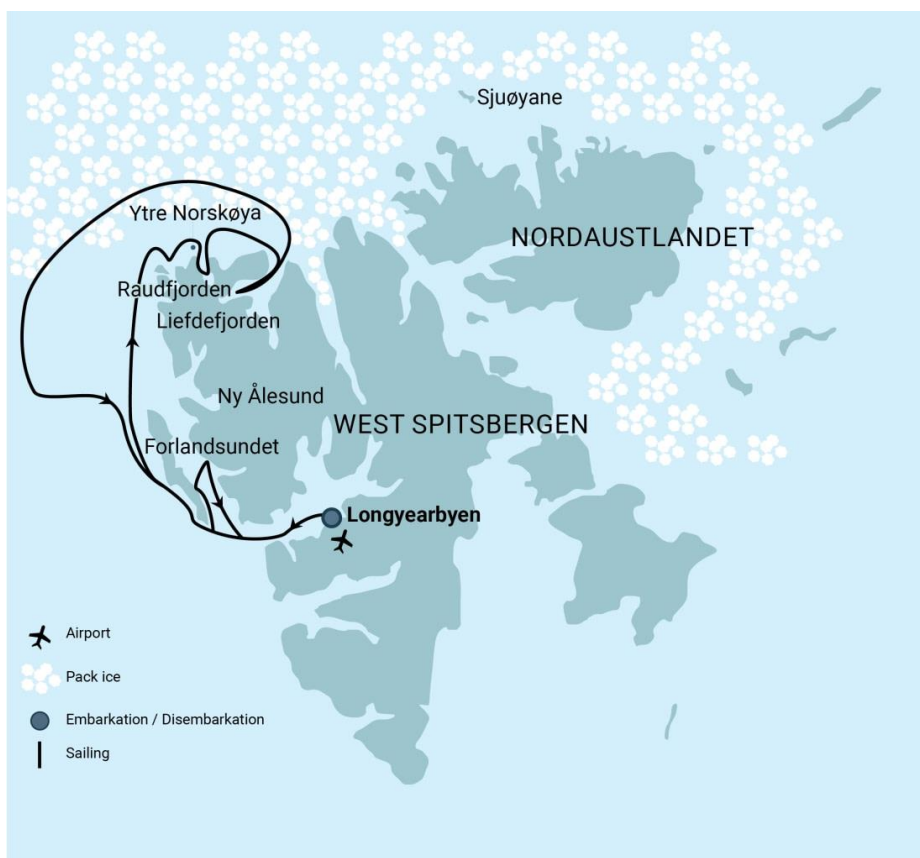 Sjuøyane
Ytre Norskøya
NORDAUSTLANDET
Raudfjorden
Liefdefjorden
Ny Ålesund
WEST SPITSBERGEN
Forlandsundet
Longyearbyen
Airport
Pack ice
Embarkation / Disembarkation
Sailing